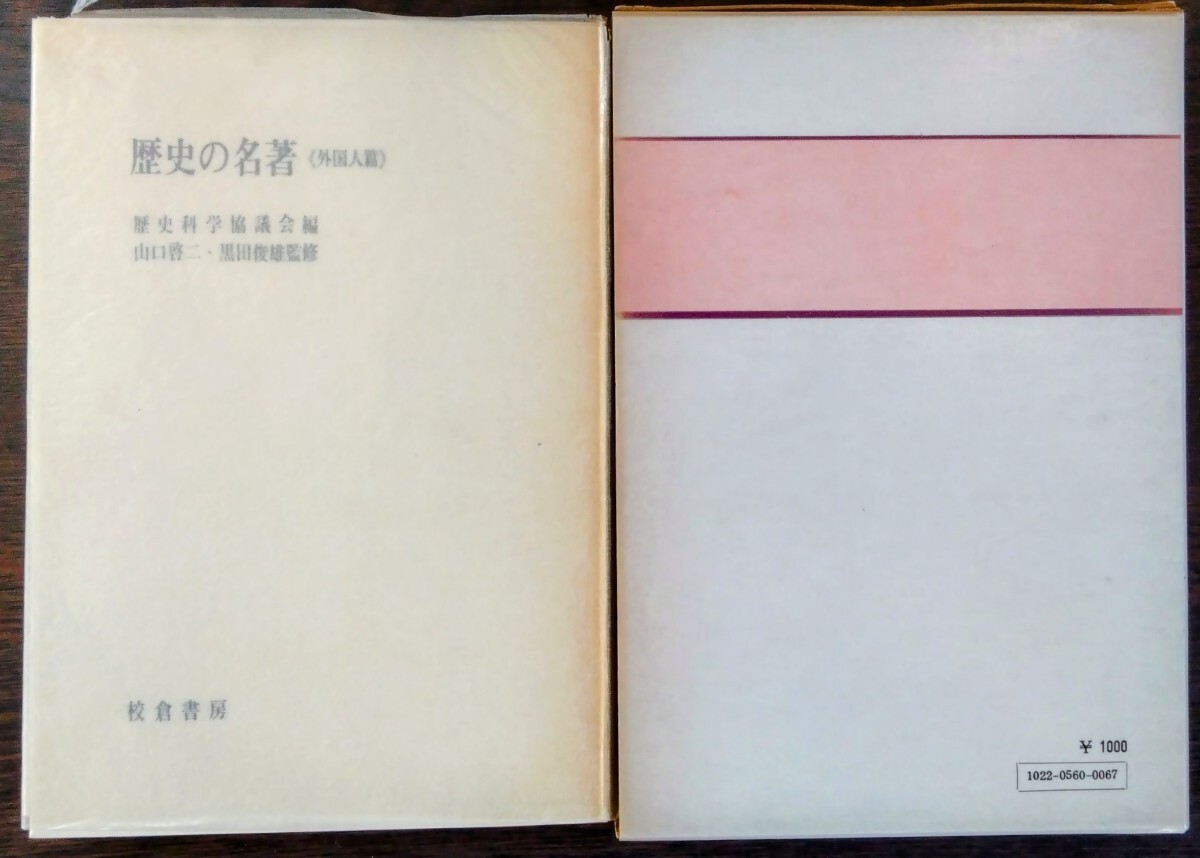 歴史の名著《外国人篇》
歴史科学協議会編
山口啓二・黒田俊雄監修
校倉書房
¥ 1000
1022-0560-0067